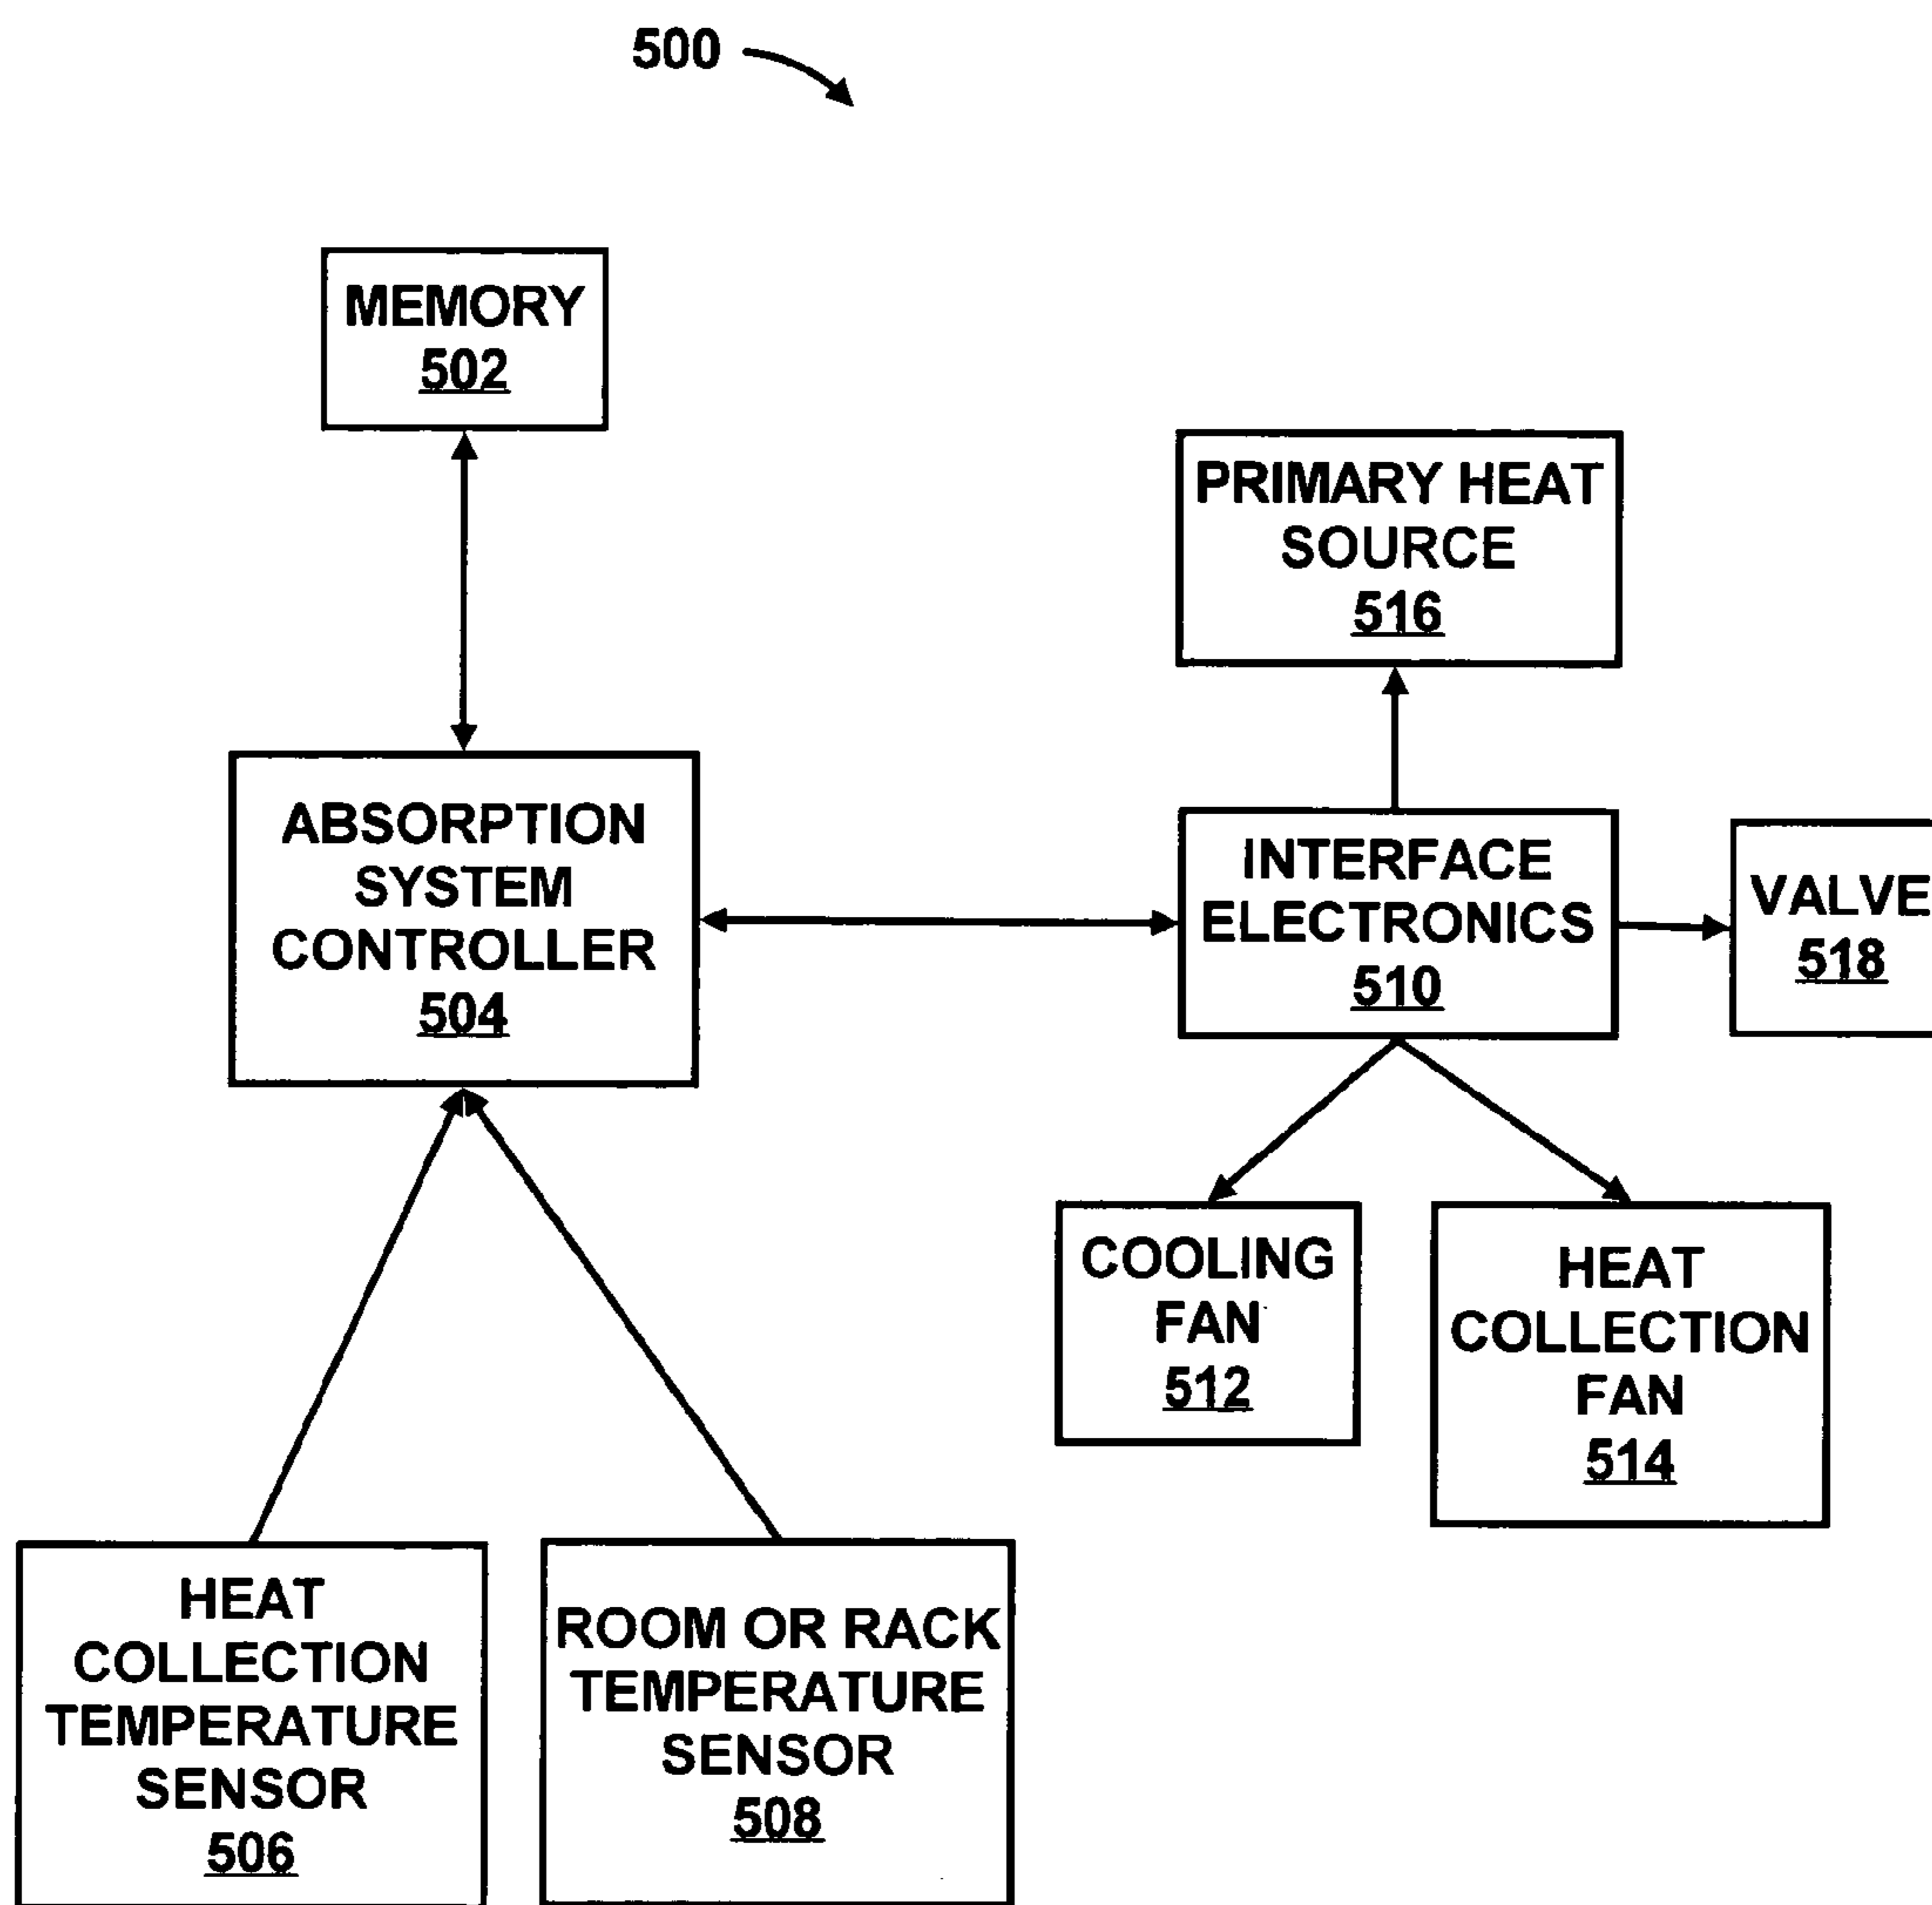 500
MEMORY
502
PRIMARY HEAT
SOURCE
516
ABSORPTION
SYSTEM
CONTROLLER
504
INTERFACE
ELECTRONICS
510
VALVE
518
COOLING
FAN
512
HEAT
COLLECTION
FAN
514
HEAT
COLLECTION
TEMPERATURE
SENSOR
506
ROOM OR RACK
TEMPERATURE
SENSOR
508